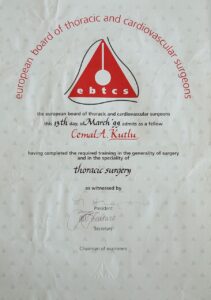 european board of thoracic and cardiovascular surgeons
ebtcs
the european board of thoracic and cardiovascular surgeons
this 13th day of March '99 admits as a fellow
Cemal A. Kutlu
having completed the required training in the generality of surgery
and in the speciality of
thoracic surgery
as witnessed by
President
Secretary
Chairman of examiners